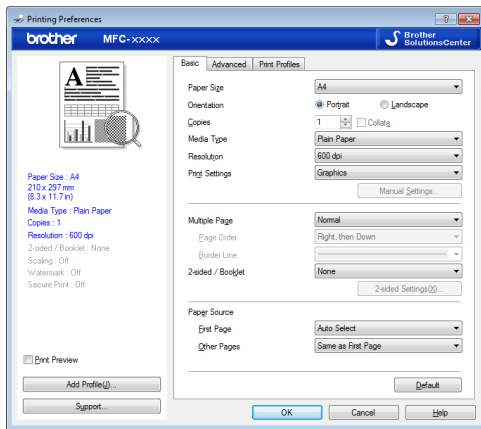 Printing Preferences
brother MFC-xxxx
Brother
SolutionsCenter
A
Paper Size : A4
210 x 297 mm
(8.3 x 11.7 in)
Media Type : Plain Paper
Copies : 1
Resolution : 600 dpi
2-sided / Booklet : None
Scaling : Off
Watermark : Off
Secure Print : Off
Print Preview
Add Profile(J)...
Support...
Basic Advanced Print Profiles
Paper Size A4
Orientation Portrait Landscape
Copies 1 Collate
Media Type Plain Paper
Resolution 600 dpi
Print Settings Graphics
Manual Settings...
Multiple Page Normal
Page Order Right, then Down
Border Line
2-sided / Booklet None
2-sided Settings(X)...
Paper Source
First Page Auto Select
Other Pages Same as First Page
Default
OK Cancel Help